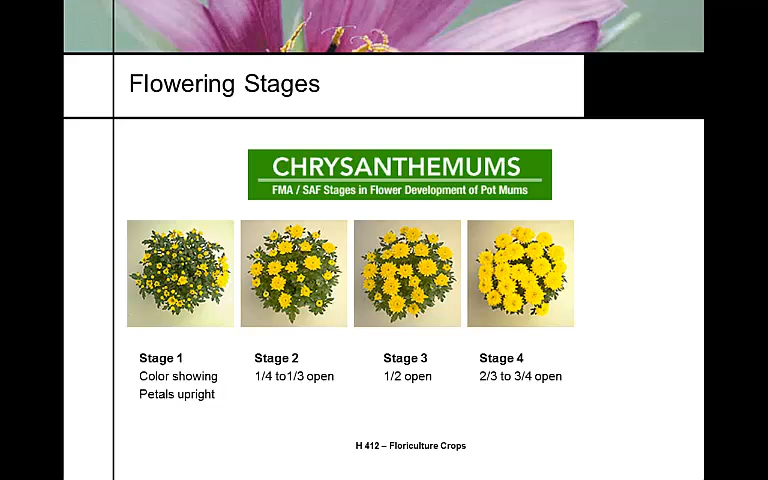 Flowering Stages
CHRYSANTHEMUMS
FMA / SAF Stages in Flower Development of Pot Mums
Stage 1
Color showing
Petals upright
Stage 2
1/4 to1/3 open
Stage 3
1/2 open
Stage 4
2/3 to 3/4 open
H 412 – Floriculture Crops